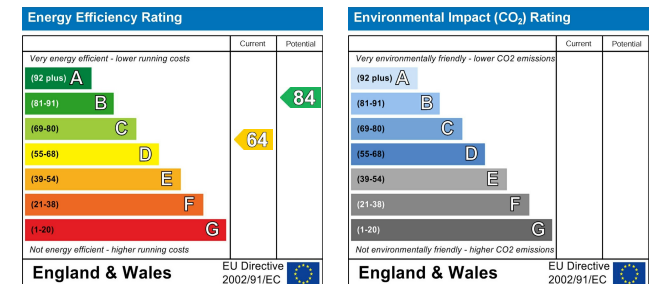 Energy Efficiency Rating
Current Potential
Very energy efficient - lower running costs
(92 plus) A
(81-91) B
84
(69-80) C
64
(55-68) D
(39-54) E
(21-38) F
(1-20) G
Not energy efficient - higher running costs
England & Wales
EU Directive
2002/91/EC
Environmental Impact (CO2) Rating
Current Potential
Very environmentally friendly - lower CO2 emissions
(92 plus) A
(81-91) B
(69-80) C
(55-68) D
(39-54) E
(21-38) F
(1-20) G
Not environmentally friendly - higher CO2 emissions
England & Wales
EU Directive
2002/91/EC